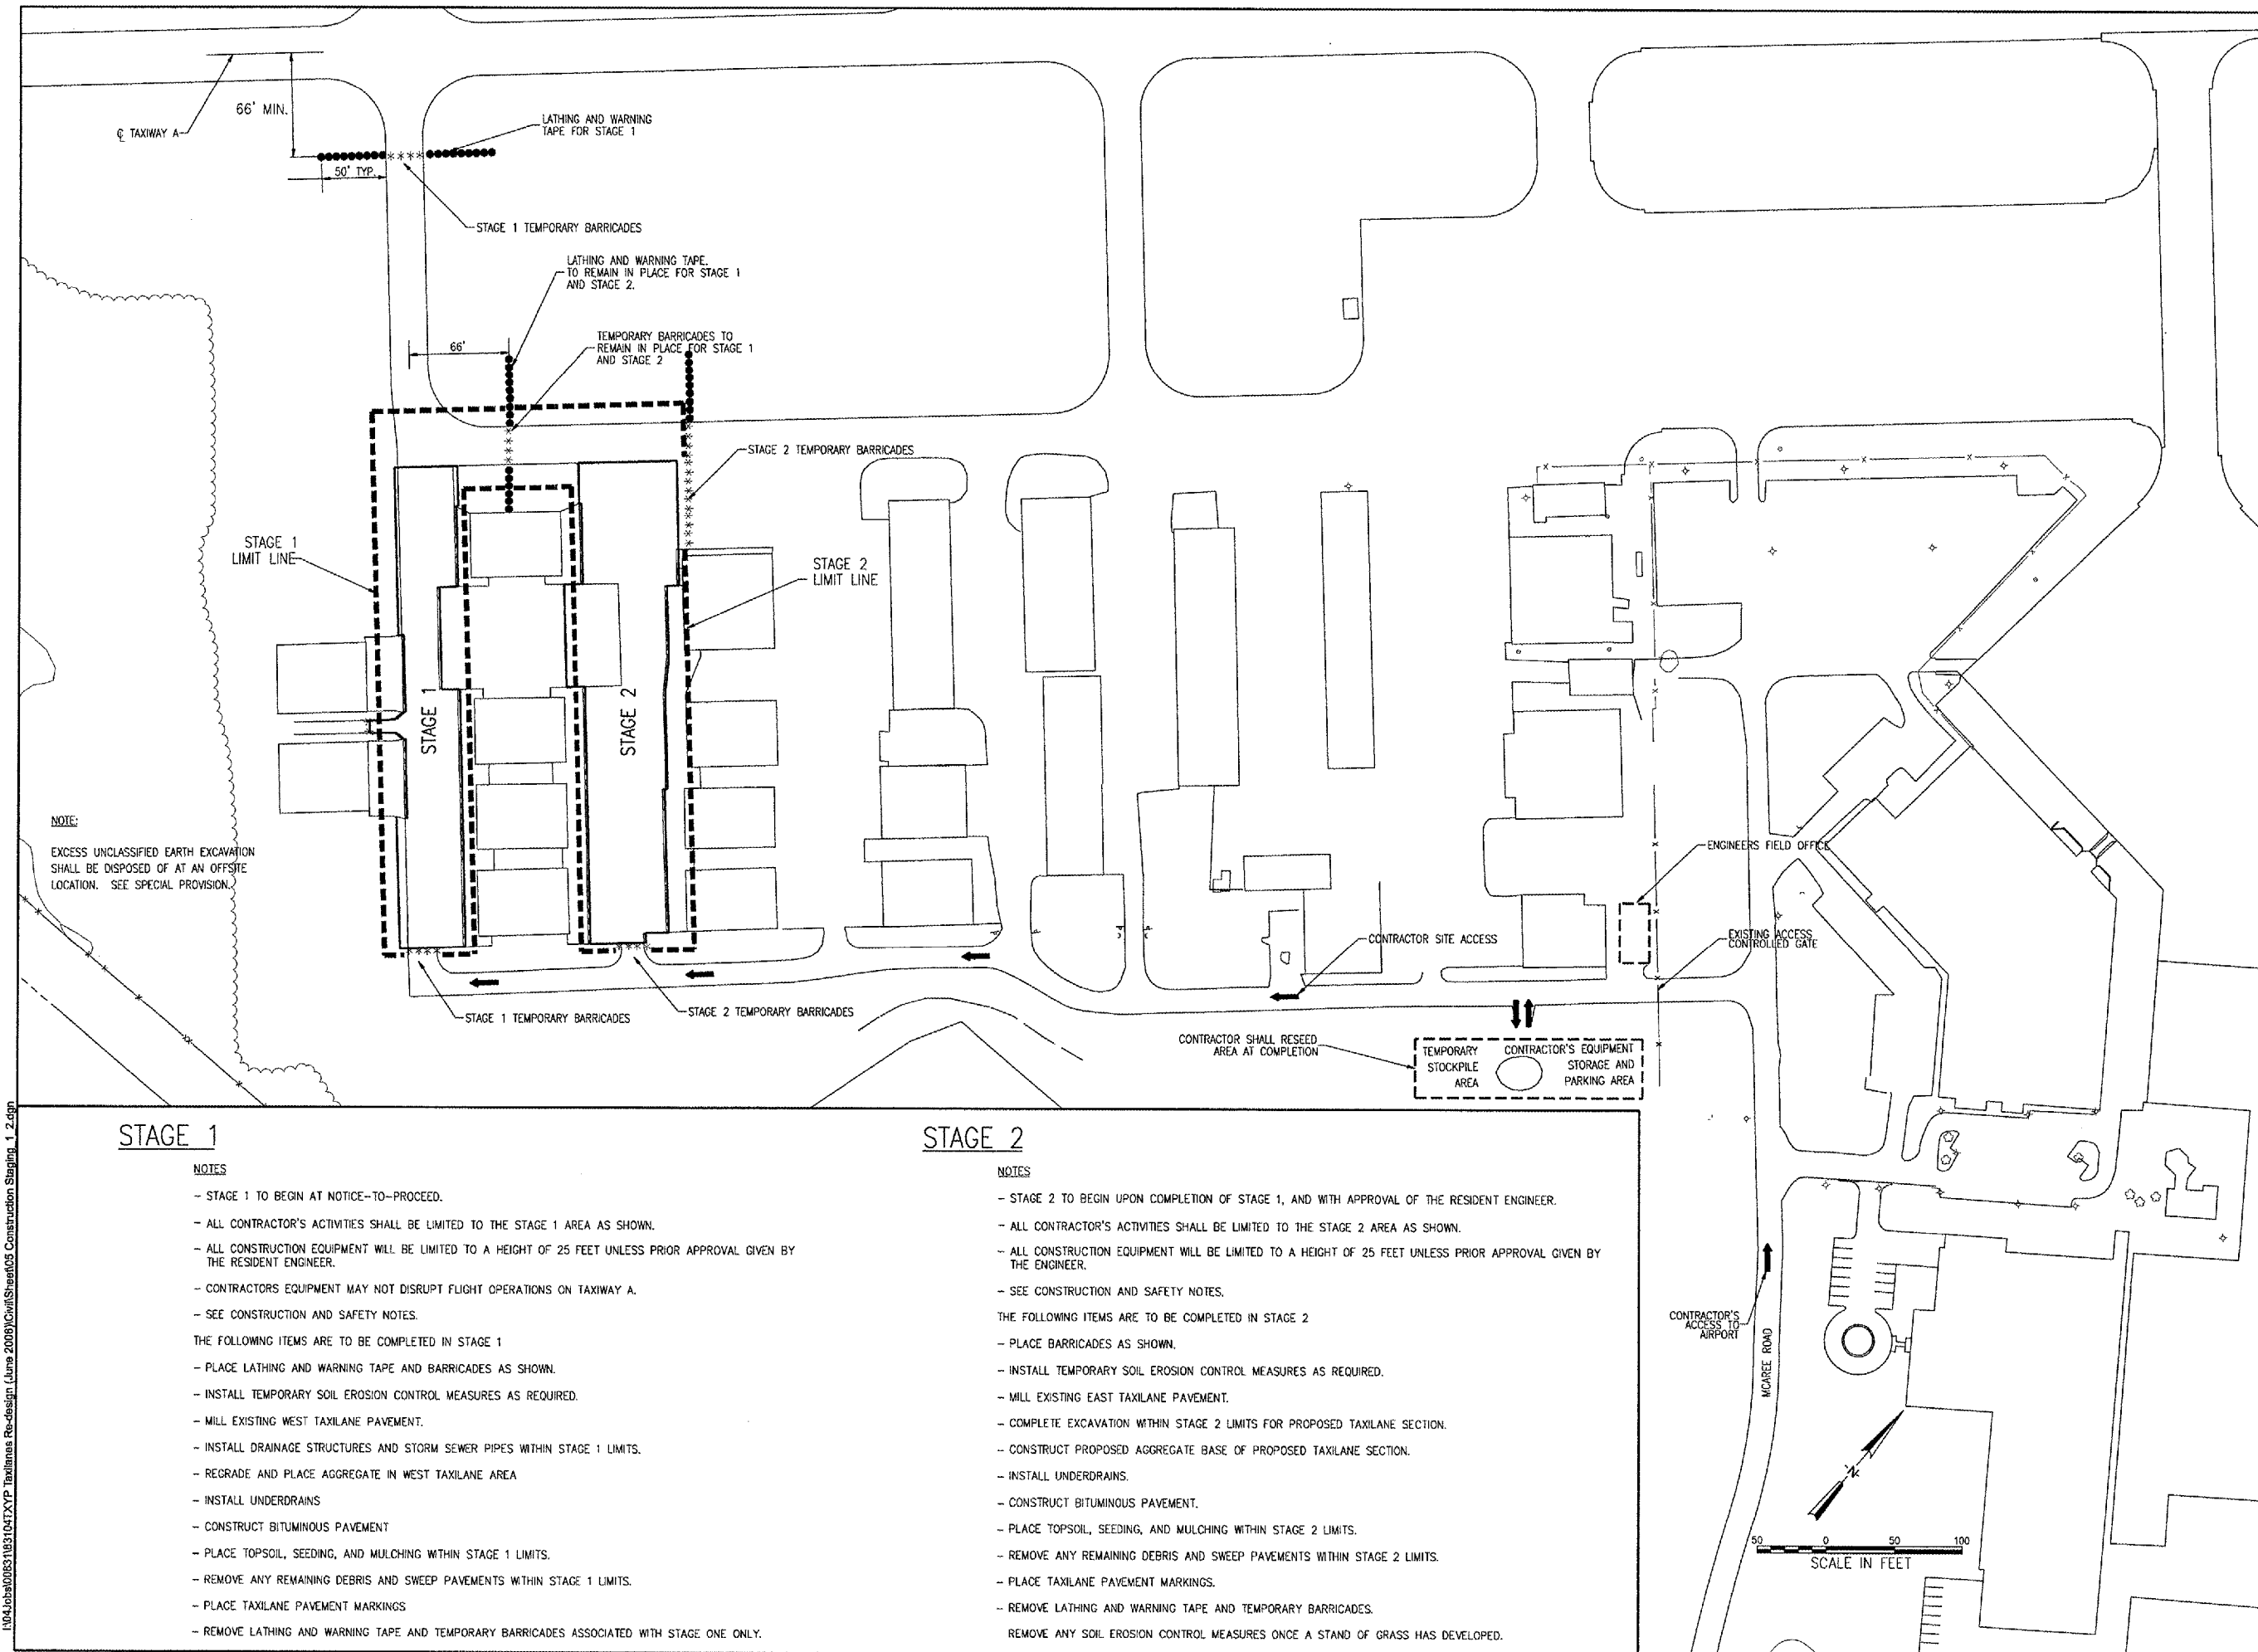 66' MIN.
℄ TAXIWAY A
LATHING AND WARNING
TAPE FOR STAGE 1
50' TYP.
STAGE 1 TEMPORARY BARRICADES
LATHING AND WARNING TAPE.
TO REMAIN IN PLACE FOR STAGE 1
AND STAGE 2.
66'
TEMPORARY BARRICADES TO
REMAIN IN PLACE FOR STAGE 1
AND STAGE 2
STAGE 2 TEMPORARY BARRICADES
STAGE 1
LIMIT LINE
STAGE 2
LIMIT LINE
STAGE 1
STAGE 2
NOTE:
EXCESS UNCLASSIFIED EARTH EXCAVATION
SHALL BE DISPOSED OF AT AN OFFSITE
LOCATION. SEE SPECIAL PROVISION.
ENGINEERS FIELD OFFICE
EXISTING ACCESS
CONTROLLED GATE
CONTRACTOR SITE ACCESS
STAGE 1 TEMPORARY BARRICADES
STAGE 2 TEMPORARY BARRICADES
CONTRACTOR SHALL RESEED
AREA AT COMPLETION
TEMPORARY
STOCKPILE
AREA
CONTRACTOR'S EQUIPMENT
STORAGE AND
PARKING AREA
STAGE 1
NOTES
- STAGE 1 TO BEGIN AT NOTICE-TO-PROCEED.
- ALL CONTRACTOR'S ACTIVITIES SHALL BE LIMITED TO THE STAGE 1 AREA AS SHOWN.
- ALL CONSTRUCTION EQUIPMENT WILL BE LIMITED TO A HEIGHT OF 25 FEET UNLESS PRIOR APPROVAL GIVEN BY
THE RESIDENT ENGINEER.
- CONTRACTORS EQUIPMENT MAY NOT DISRUPT FLIGHT OPERATIONS ON TAXIWAY A.
- SEE CONSTRUCTION AND SAFETY NOTES.
THE FOLLOWING ITEMS ARE TO BE COMPLETED IN STAGE 1
- PLACE LATHING AND WARNING TAPE AND BARRICADES AS SHOWN.
- INSTALL TEMPORARY SOIL EROSION CONTROL MEASURES AS REQUIRED.
- MILL EXISTING WEST TAXILANE PAVEMENT.
- INSTALL DRAINAGE STRUCTURES AND STORM SEWER PIPES WITHIN STAGE 1 LIMITS.
- REGRADE AND PLACE AGGREGATE IN WEST TAXILANE AREA
- INSTALL UNDERDRAINS
- CONSTRUCT BITUMINOUS PAVEMENT
- PLACE TOPSOIL, SEEDING, AND MULCHING WITHIN STAGE 1 LIMITS.
- REMOVE ANY REMAINING DEBRIS AND SWEEP PAVEMENTS WITHIN STAGE 1 LIMITS.
- PLACE TAXILANE PAVEMENT MARKINGS
- REMOVE LATHING AND WARNING TAPE AND TEMPORARY BARRICADES ASSOCIATED WITH STAGE ONE ONLY.
STAGE 2
NOTES
- STAGE 2 TO BEGIN UPON COMPLETION OF STAGE 1, AND WITH APPROVAL OF THE RESIDENT ENGINEER.
- ALL CONTRACTOR'S ACTIVITIES SHALL BE LIMITED TO THE STAGE 2 AREA AS SHOWN.
- ALL CONSTRUCTION EQUIPMENT WILL BE LIMITED TO A HEIGHT OF 25 FEET UNLESS PRIOR APPROVAL GIVEN BY
THE ENGINEER.
- SEE CONSTRUCTION AND SAFETY NOTES.
THE FOLLOWING ITEMS ARE TO BE COMPLETED IN STAGE 2
- PLACE BARRICADES AS SHOWN.
- INSTALL TEMPORARY SOIL EROSION CONTROL MEASURES AS REQUIRED.
- MILL EXISTING EAST TAXILANE PAVEMENT.
- COMPLETE EXCAVATION WITHIN STAGE 2 LIMITS FOR PROPOSED TAXILANE SECTION.
- CONSTRUCT PROPOSED AGGREGATE BASE OF PROPOSED TAXILANE SECTION.
- INSTALL UNDERDRAINS.
- CONSTRUCT BITUMINOUS PAVEMENT.
- PLACE TOPSOIL, SEEDING, AND MULCHING WITHIN STAGE 2 LIMITS.
- REMOVE ANY REMAINING DEBRIS AND SWEEP PAVEMENTS WITHIN STAGE 2 LIMITS.
- PLACE TAXILANE PAVEMENT MARKINGS.
- REMOVE LATHING AND WARNING TAPE AND TEMPORARY BARRICADES.
REMOVE ANY SOIL EROSION CONTROL MEASURES ONCE A STAND OF GRASS HAS DEVELOPED.
CONTRACTOR'S
ACCESS TO
AIRPORT
MCAREE ROAD
N
50 0 50 100
SCALE IN FEET
I:\04Jobs\00831\83104TXYP Taxilanes Re-design (June 2006)\Civil\Sheet\05 Construction Staging_1_2.dgn